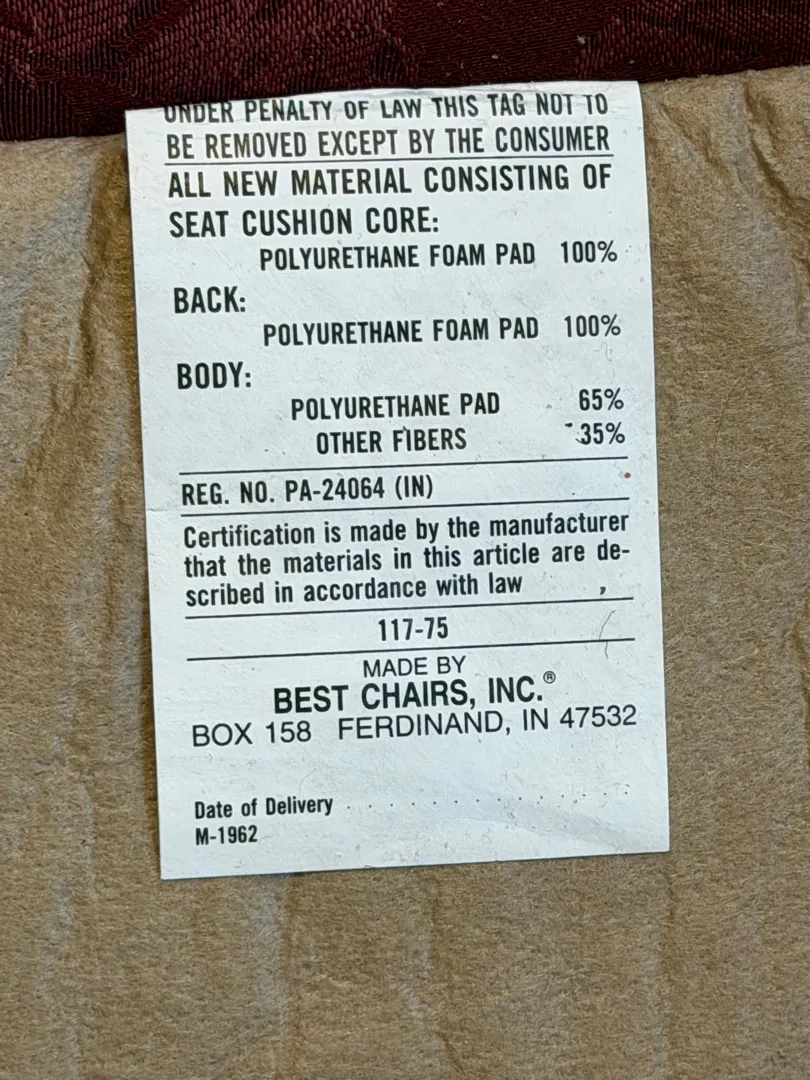 UNDER PENALTY OF LAW THIS TAG NOT TO
BE REMOVED EXCEPT BY THE CONSUMER
ALL NEW MATERIAL CONSISTING OF
SEAT CUSHION CORE:
POLYURETHANE FOAM PAD 100%
BACK:
POLYURETHANE FOAM PAD 100%
BODY:
POLYURETHANE PAD 65%
OTHER FIBERS 35%
REG. NO. PA-24064 (IN)
Certification is made by the manufacturer
that the materials in this article are de-
scribed in accordance with law
117-75
MADE BY
BEST CHAIRS, INC.®
BOX 158 FERDINAND, IN 47532
Date of Delivery . . . . . . . . . . . .
M-1962